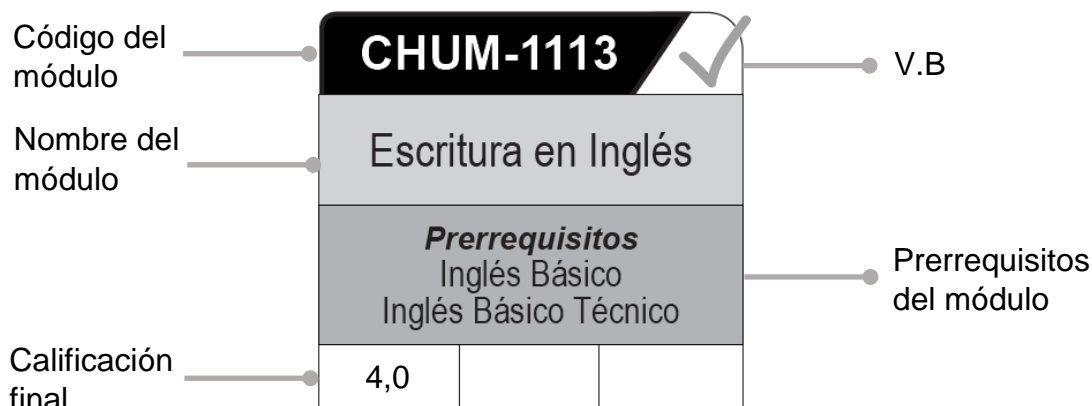 Código del
módulo
CHUM-1113
V.B
Nombre del
módulo
Escritura en Inglés
Prerrequisitos
Inglés Básico
Inglés Básico Técnico
Prerrequisitos
del módulo
Calificación
final
4,0